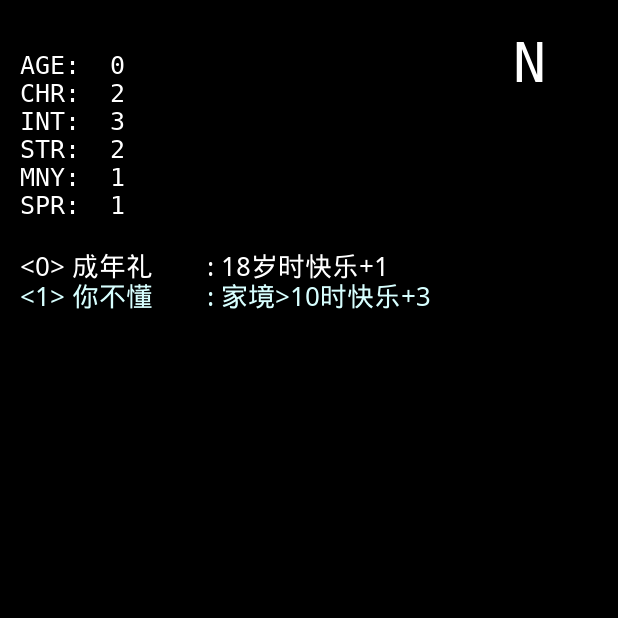 N
AGE: 0
CHR: 2
INT: 3
STR: 2
MNY: 1
SPR: 1
<0> 成年礼 : 18岁时快乐+1
<1> 你不懂 : 家境>10时快乐+3